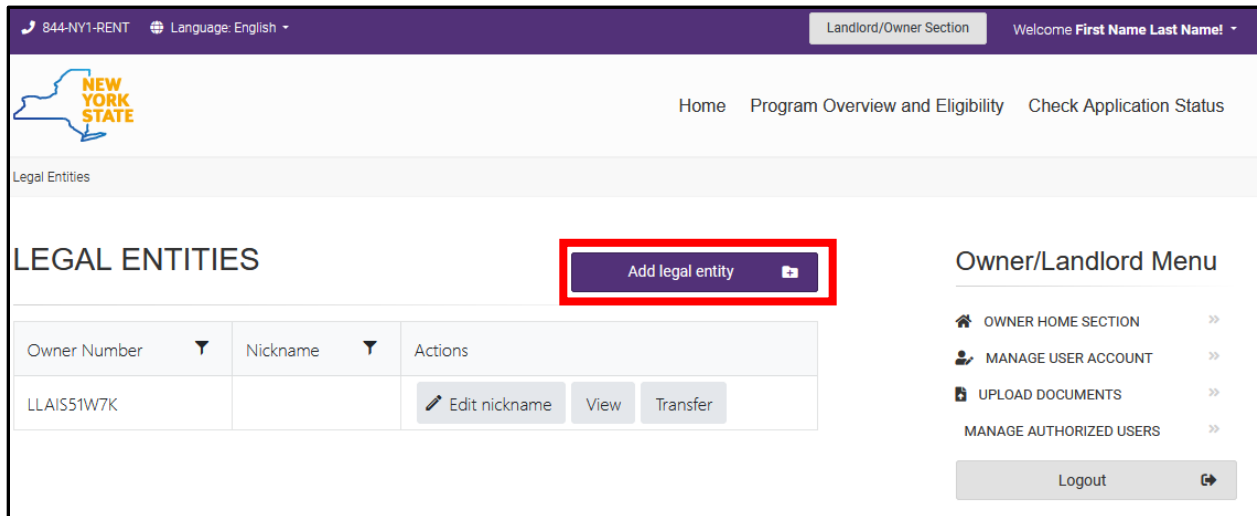 844-NY1-RENT Language: English Landlord/Owner Section Welcome First Name Last Name!
NEW
YORK
STATE
Home Program Overview and Eligibility Check Application Status
Legal Entities
LEGAL ENTITIES
Add legal entity
Owner Number Nickname Actions
LLAIS51W7K Edit nickname View Transfer
Owner/Landlord Menu
OWNER HOME SECTION
MANAGE USER ACCOUNT
UPLOAD DOCUMENTS
MANAGE AUTHORIZED USERS
Logout